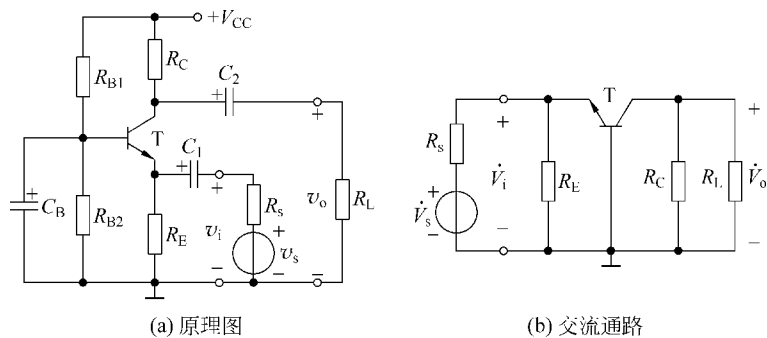 +V_CC
R_B1
R_C
C_2
T
C_1
C_B
R_B2
R_E
v_i
R_s
v_s
v_o
R_L
(a) 原理图
T
R_s
V̇_s
V̇_i
R_E
R_C
R_L
V̇_o
(b) 交流通路